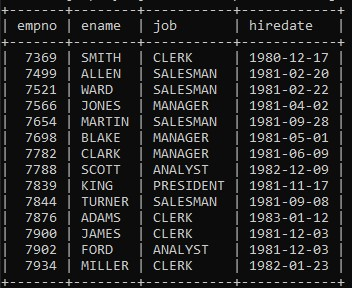 empno | ename | job | hiredate
7369 | SMITH | CLERK | 1980-12-17
7499 | ALLEN | SALESMAN | 1981-02-20
7521 | WARD | SALESMAN | 1981-02-22
7566 | JONES | MANAGER | 1981-04-02
7654 | MARTIN | SALESMAN | 1981-09-28
7698 | BLAKE | MANAGER | 1981-05-01
7782 | CLARK | MANAGER | 1981-06-09
7788 | SCOTT | ANALYST | 1982-12-09
7839 | KING | PRESIDENT | 1981-11-17
7844 | TURNER | SALESMAN | 1981-09-08
7876 | ADAMS | CLERK | 1983-01-12
7900 | JAMES | CLERK | 1981-12-03
7902 | FORD | ANALYST | 1981-12-03
7934 | MILLER | CLERK | 1982-01-23